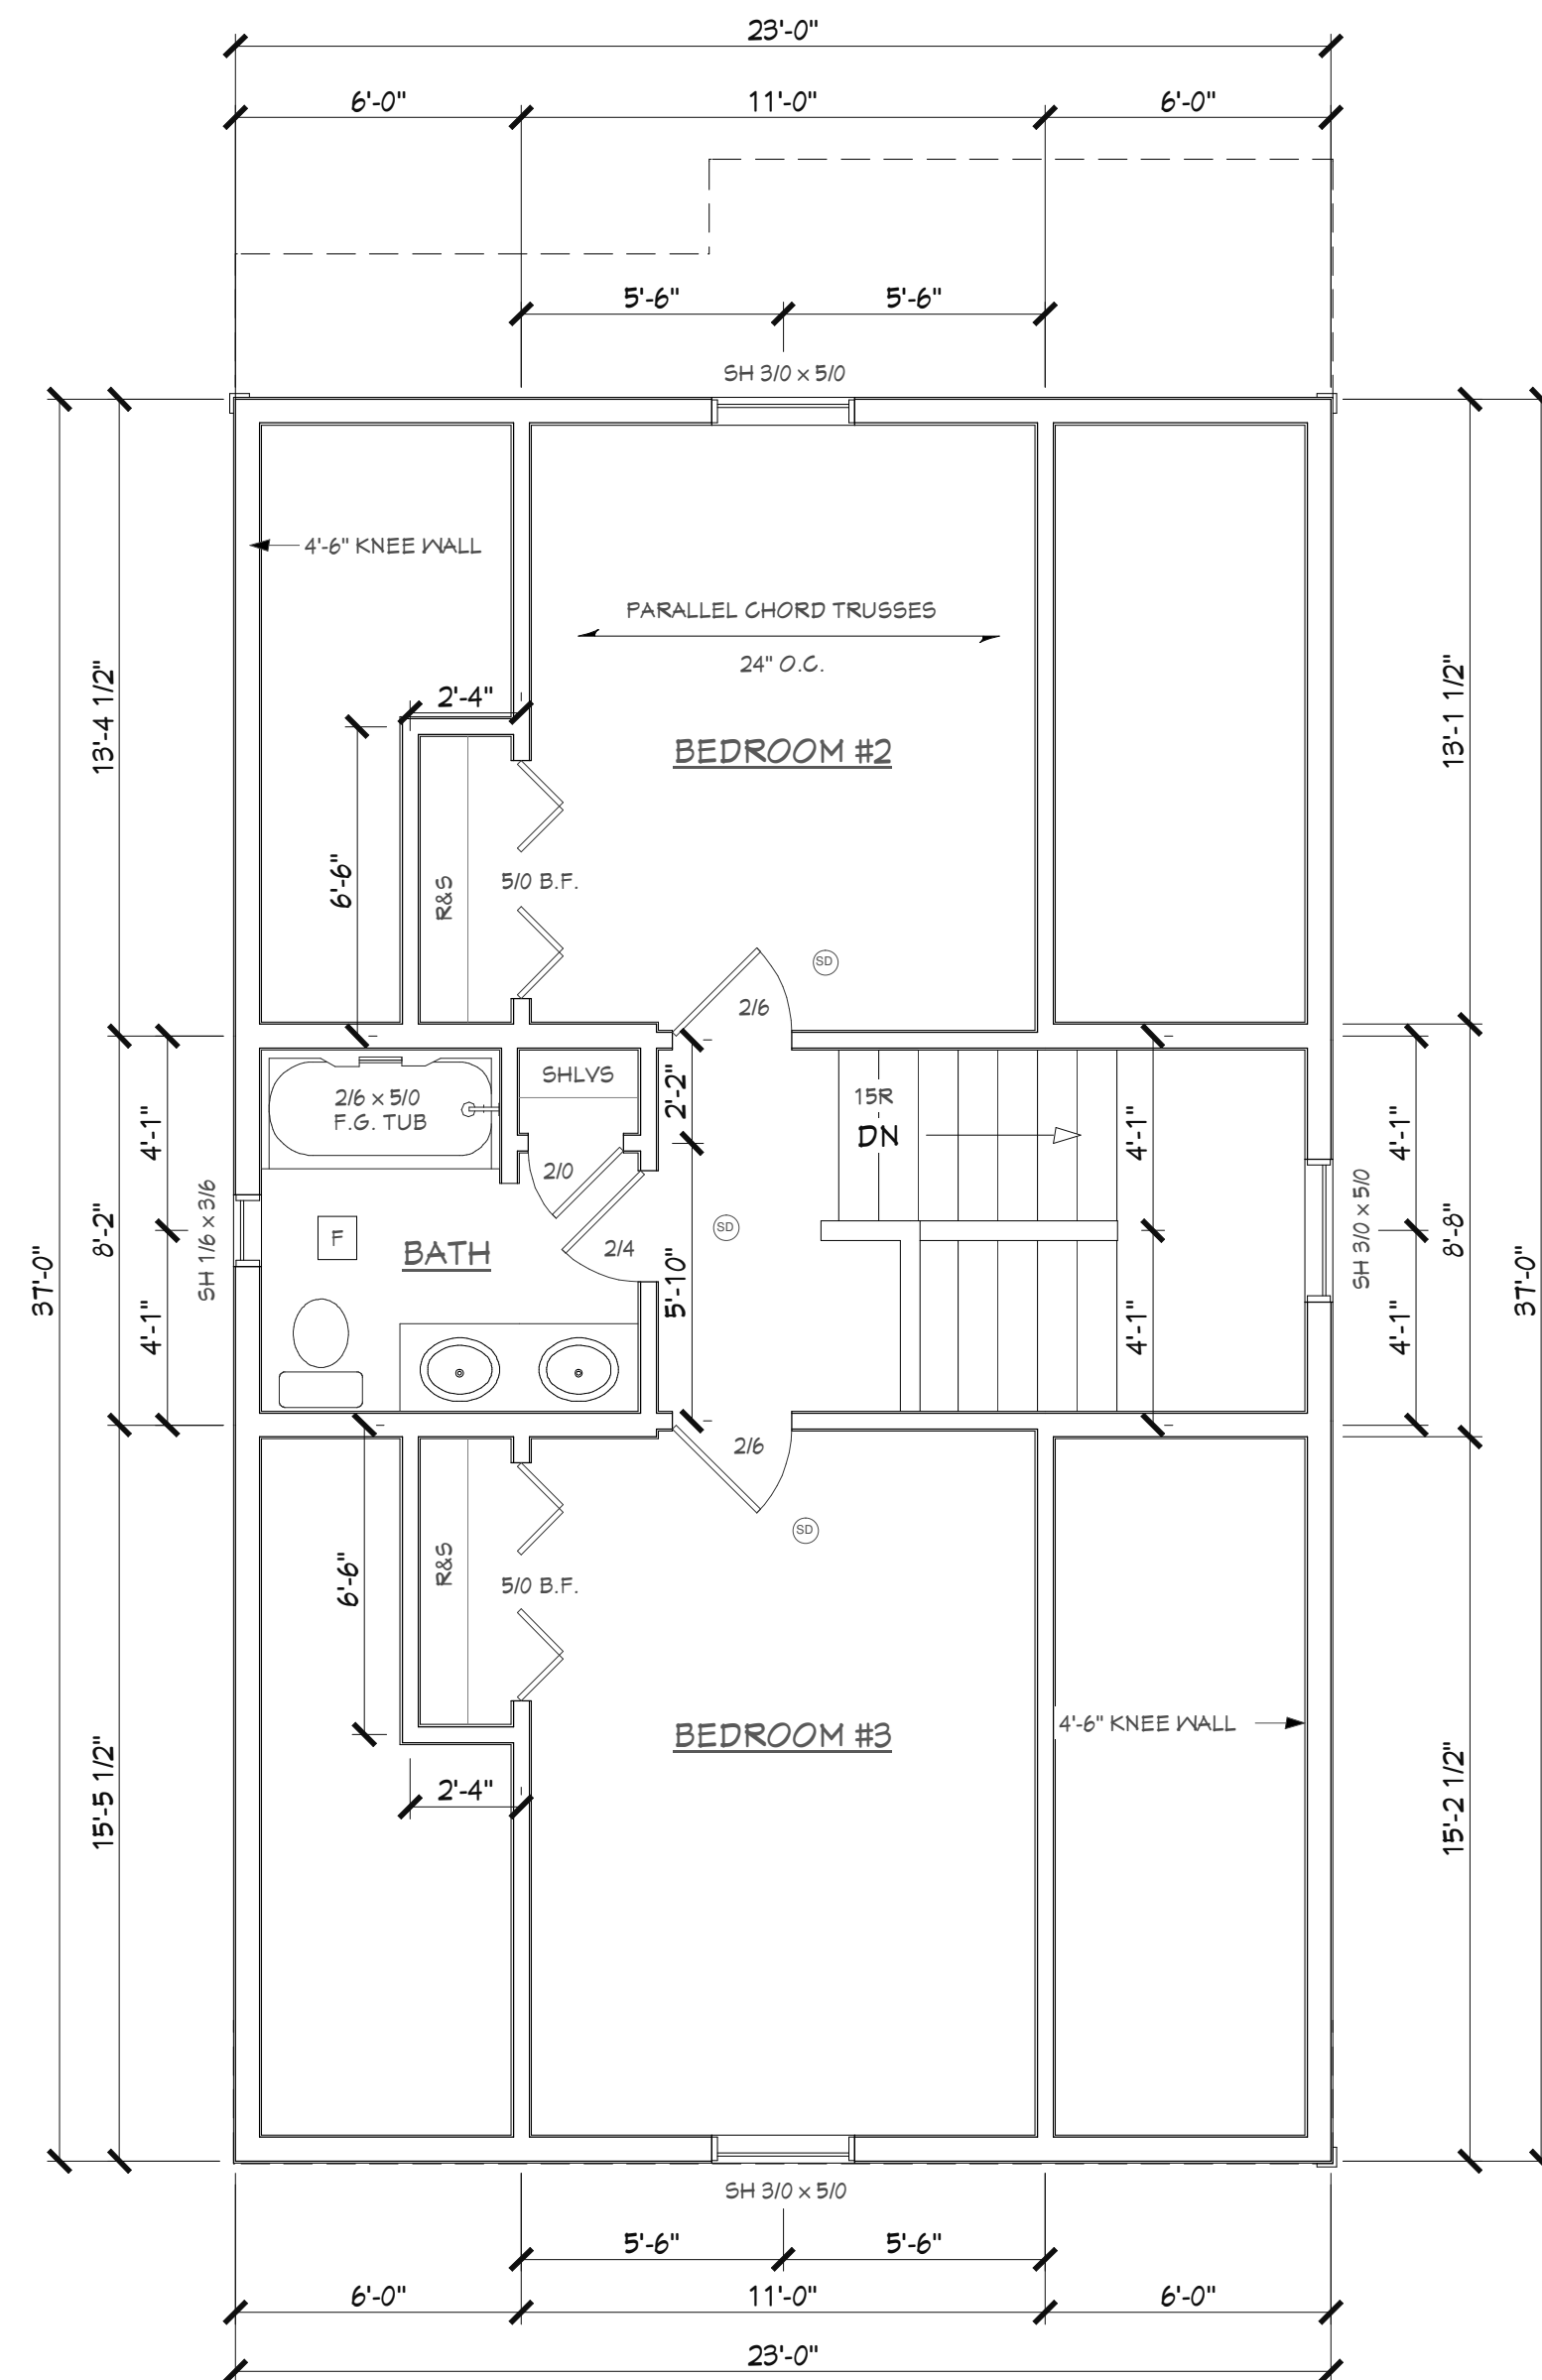 23'-0"
6'-0" 11'-0" 6'-0"
5'-6" 5'-6"
SH 3/0 x 5/0
4'-6" KNEE WALL
PARALLEL CHORD TRUSSES
24" O.C.
2'-4"
13'-4 1/2"
13'-1 1/2"
BEDROOM #2
6'-6"
R&S
5/0 B.F.
SD
2/6
SHLVS
2'-2"
2/6 x 5/0
F.G. TUB
15R
DN
4'-1"
4'-1"
4'-1"
2/0
SH 1/6 x 3/6
8'-2"
37'-0"
F
BATH
2/4
SD
5'-10"
SH 3/0 x 5/0
8'-8"
37'-0"
4'-1"
4'-1"
4'-1"
2/6
SD
6'-6"
R&S
5/0 B.F.
BEDROOM #3
4'-6" KNEE WALL
15'-5 1/2"
15'-2 1/2"
2'-4"
SH 3/0 x 5/0
5'-6" 5'-6"
6'-0" 11'-0" 6'-0"
23'-0"